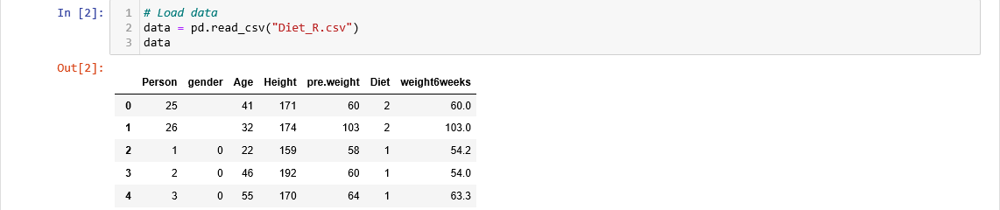 In [2]:
1 # Load data
2 data = pd.read_csv("Diet_R.csv")
3 data
Out[2]:
Person gender Age Height pre.weight Diet weight6weeks
0 25 41 171 60 2 60.0
1 26 32 174 103 2 103.0
2 1 0 22 159 58 1 54.2
3 2 0 46 192 60 1 54.0
4 3 0 55 170 64 1 63.3